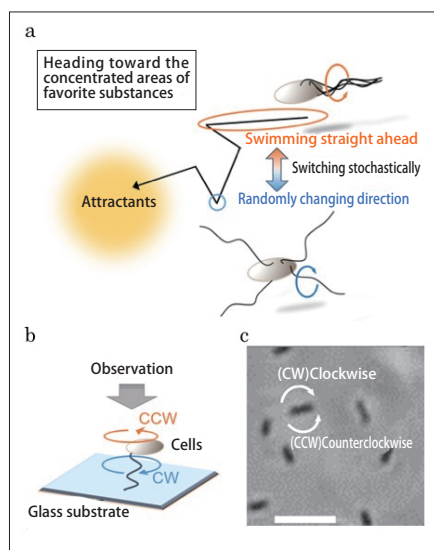 a
Heading toward the
concentrated areas of
favorite substances
Swimming straight ahead
Switching stochastically
Attractants
Randomly changing direction
b
Observation
CCW
Cells
CW
Glass substrate
c
(CW)Clockwise
(CCW)Counterclockwise